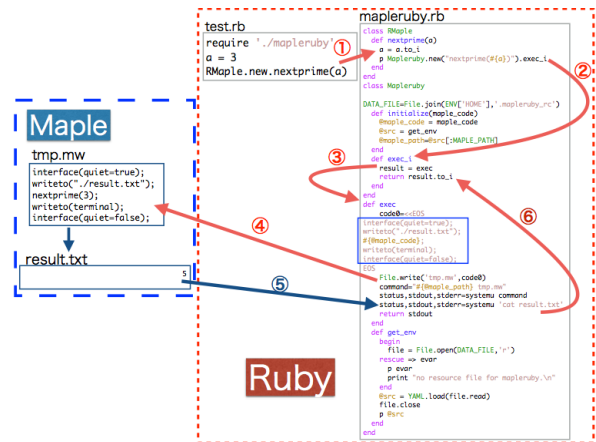 test.rb
require './mapleruby'
a = 3
RMaple.new.nextprime(a)
①
mapleruby.rb
class RMaple
def nextprime(a)
a = a.to_i
p Mapleruby.new("nextprime(#{a})").exec_i
end
end
class Mapleruby
DATA_FILE=File.join(ENV['HOME'],'.mapleruby_rc')
def initialize(maple_code)
@maple_code = maple_code
@src = get_env
@maple_path=@src[:MAPLE_PATH]
end
def exec_i
result = exec
return result.to_i
end
end
def exec
code0=<<EOS
interface(quiet=true);
writeto("./result.txt");
#{@maple_code};
writeto(terminal);
interface(quiet=false);
EOS
File.write('tmp.mw',code0)
command="#{@maple_path} tmp.mw"
status,stdout,stderr=systemu command
status,stdout,stderr=systemu 'cat result.txt'
return stdout
end
def get_env
begin
file = File.open(DATA_FILE,'r')
rescue => evar
p evar
print "no resource file for mapleruby.\n"
end
@src = YAML.load(file.read)
file.close
p @src
end
end
②
③
④
⑤
⑥
Maple
tmp.mw
interface(quiet=true);
writeto("./result.txt");
nextprime(3);
writeto(terminal);
interface(quiet=false);
result.txt
5
Ruby